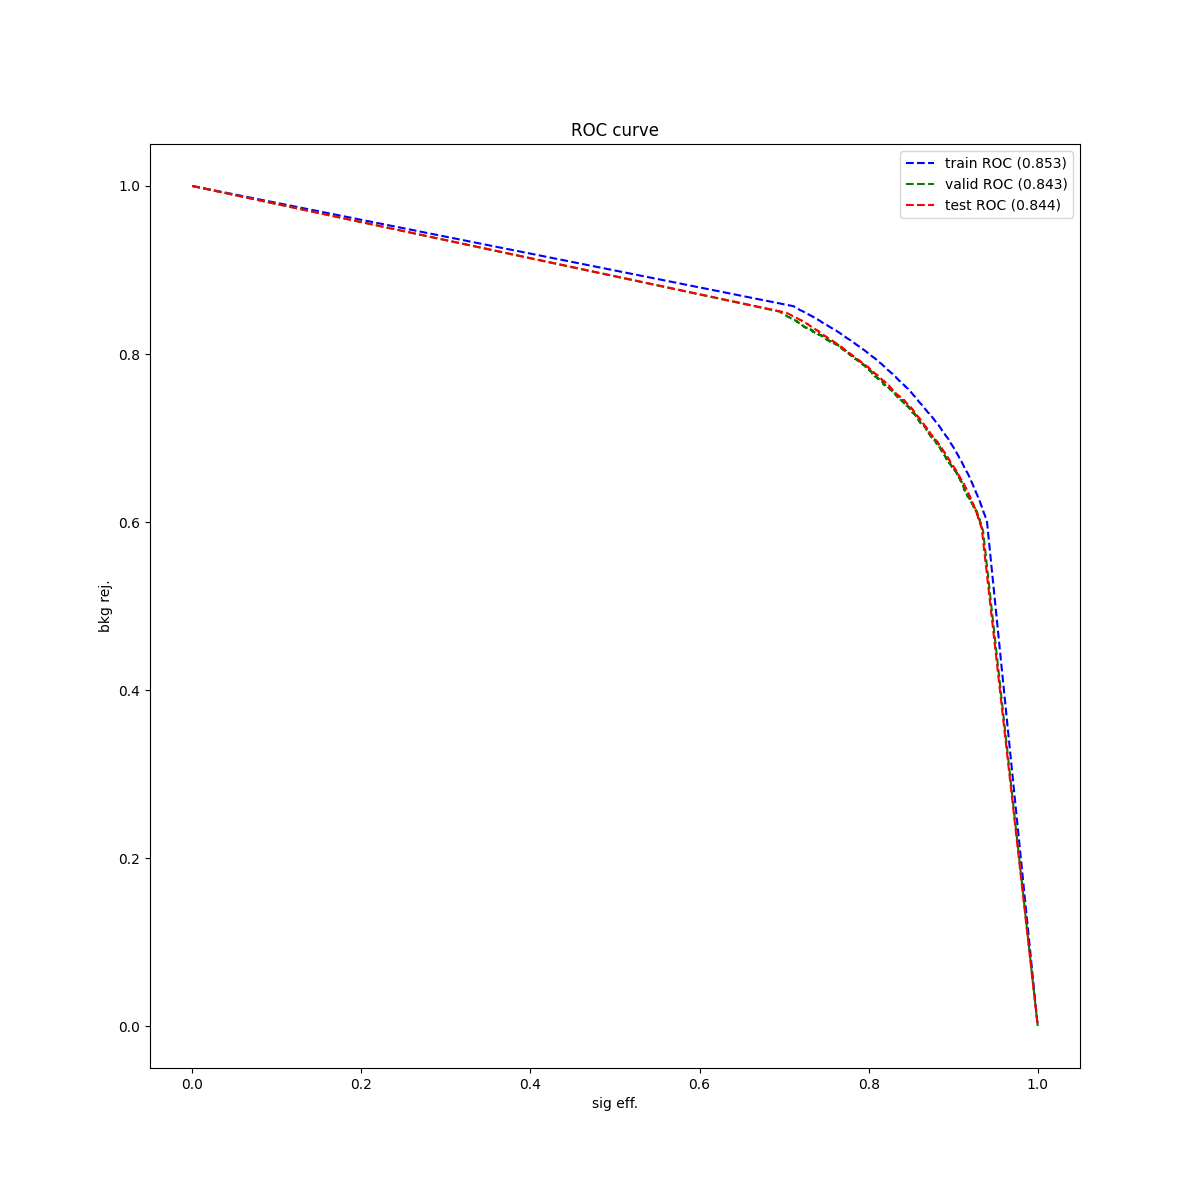 ROC curve
train ROC (0.853)
valid ROC (0.843)
test ROC (0.844)
1.0
0.8
0.6
0.4
0.2
0.0
bkg rej.
0.0 0.2 0.4 0.6 0.8 1.0
sig eff.